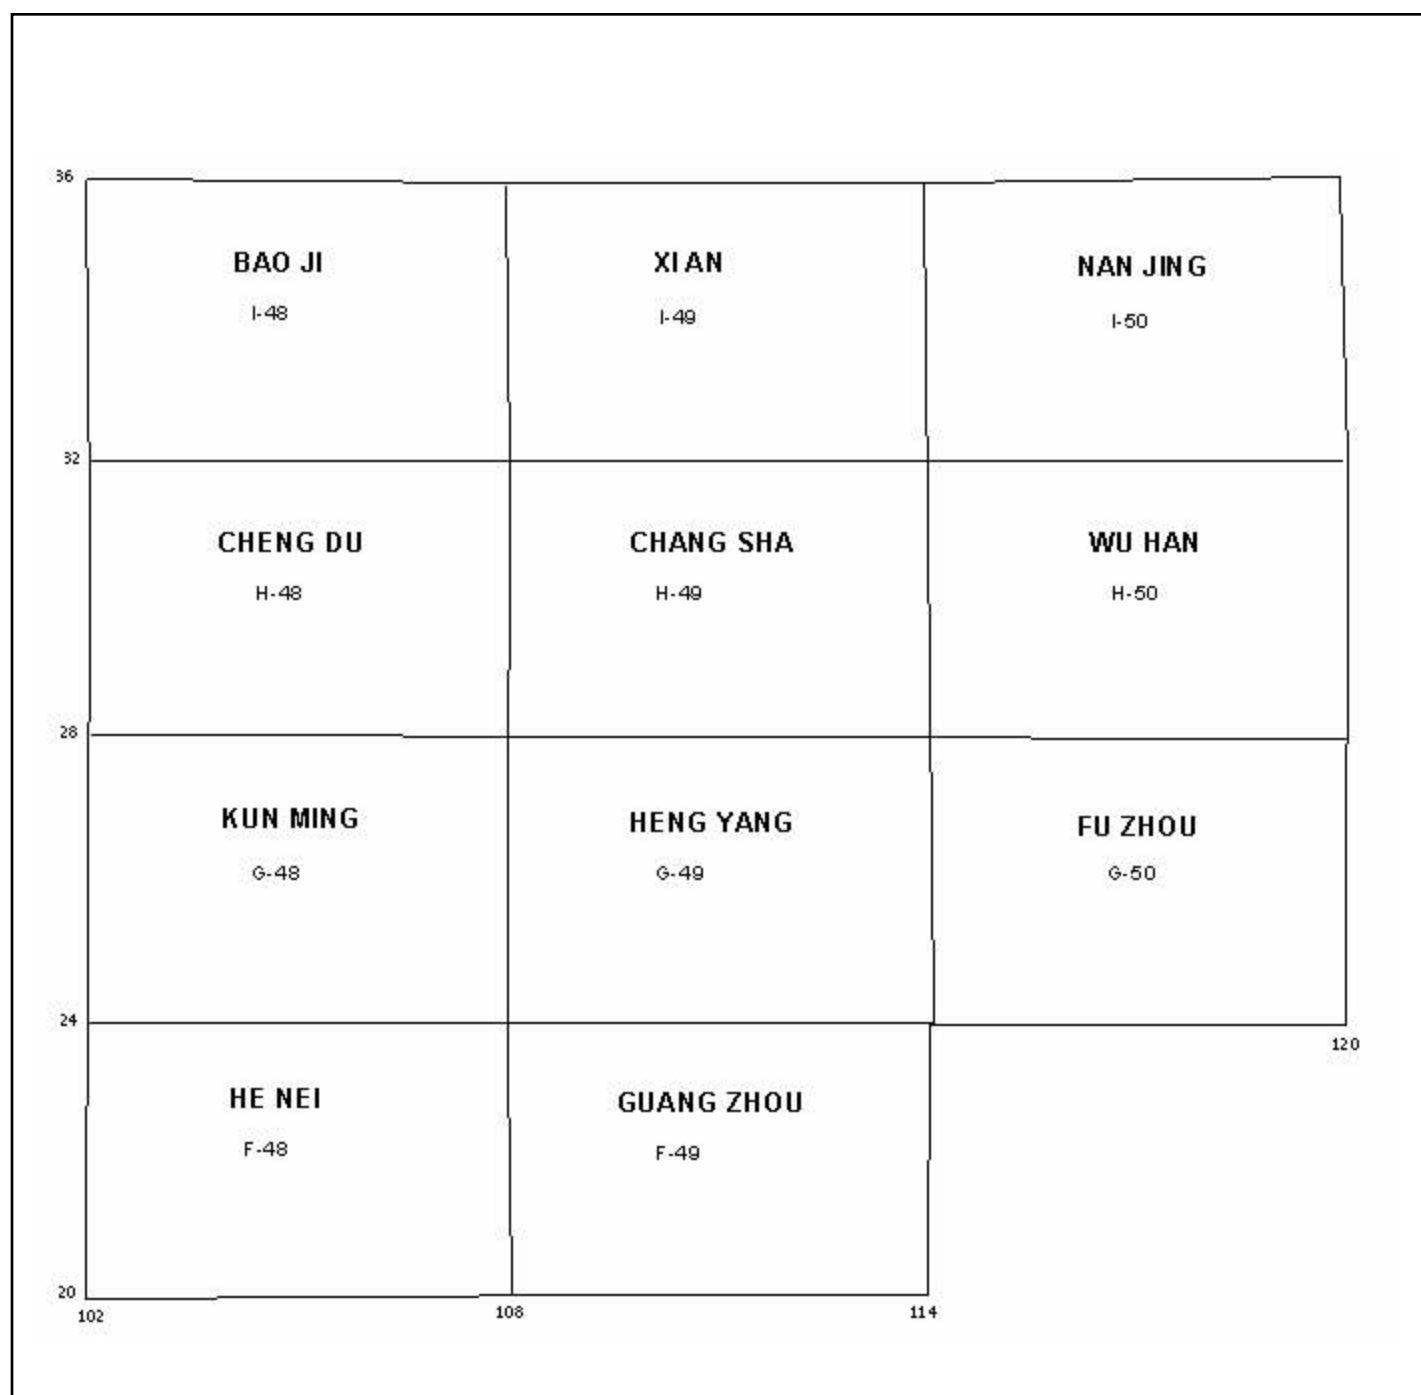 36
BAO JI
XI AN
NAN JING
I-48
I-49
I-50
32
CHENG DU
CHANG SHA
WU HAN
H-48
H-49
H-50
28
KUN MING
HENG YANG
FU ZHOU
G-48
G-49
G-50
24
120
HE NEI
GUANG ZHOU
F-48
F-49
20
102
108
114